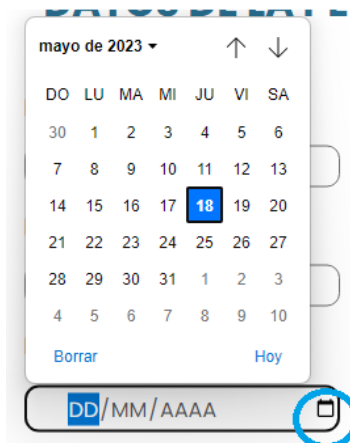 DATOS DE LA
mayo de 2023
DO LU MA MI JU VI SA
30 1 2 3 4 5 6
7 8 9 10 11 12 13
14 15 16 17 18 19 20
21 22 23 24 25 26 27
28 29 30 31 1 2 3
4 5 6 7 8 9 10
Borrar Hoy
DD/MM/AAAA